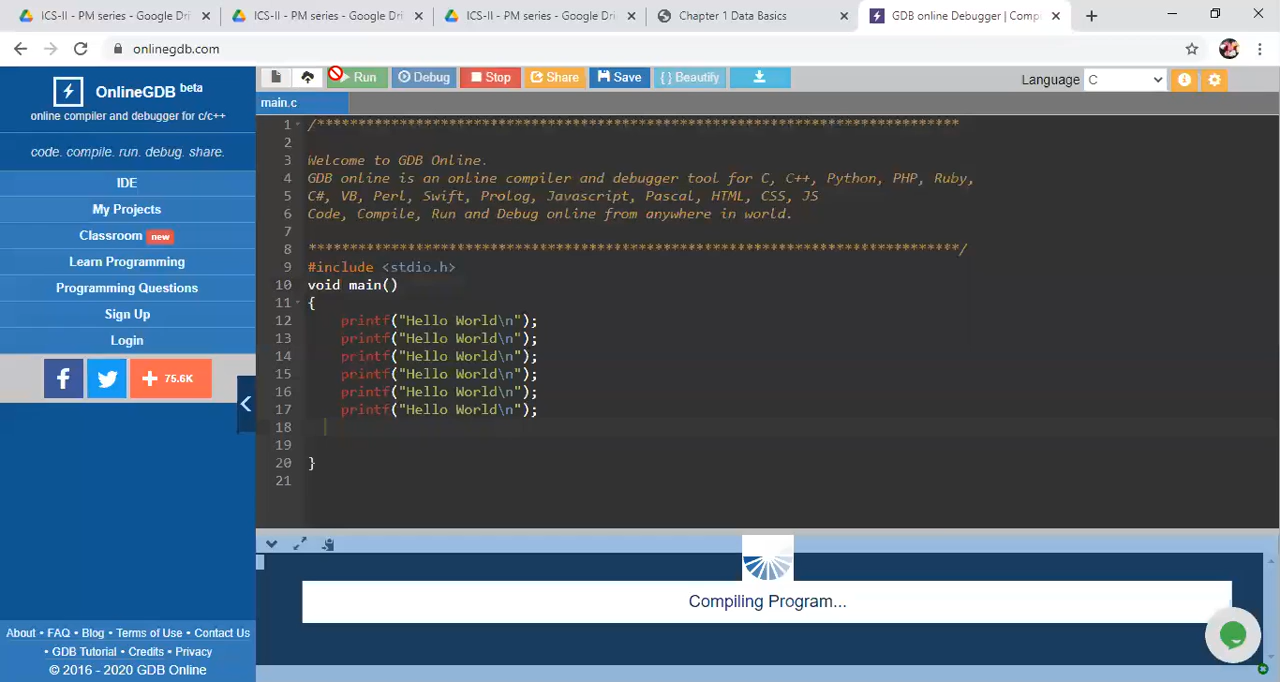 ICS-II - PM series - Google Dri
ICS-II - PM series - Google Dri
ICS-II - PM series - Google Dri
Chapter 1 Data Basics
GDB online Debugger | Compi
onlinegdb.com
OnlineGDB beta
online compiler and debugger for c/c++
code. compile. run. debug. share.
IDE
My Projects
Classroom new
Learn Programming
Programming Questions
Sign Up
Login
75.6K
About • FAQ • Blog • Terms of Use • Contact Us
• GDB Tutorial • Credits • Privacy
© 2016 - 2020 GDB Online
Run Debug Stop Share Save { } Beautify
Language C
main.c
1 /******************************************************************************
2
3 Welcome to GDB Online.
4 GDB online is an online compiler and debugger tool for C, C++, Python, PHP, Ruby,
5 C#, VB, Perl, Swift, Prolog, Javascript, Pascal, HTML, CSS, JS
6 Code, Compile, Run and Debug online from anywhere in world.
7
8 *******************************************************************************/
9 #include <stdio.h>
10 void main()
11 {
12 printf("Hello World\n");
13 printf("Hello World\n");
14 printf("Hello World\n");
15 printf("Hello World\n");
16 printf("Hello World\n");
17 printf("Hello World\n");
18
19
20 }
21
Compiling Program...